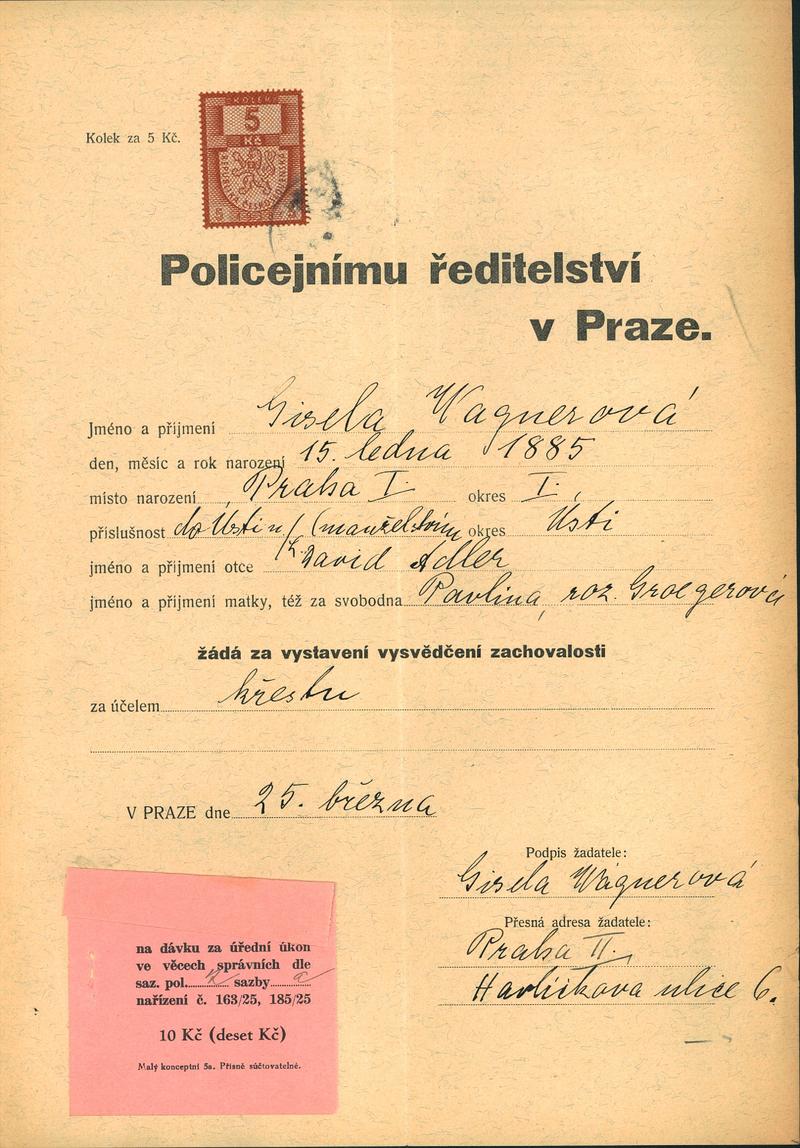 KOLEK
5
Kč
Kolek za 5 Kč.
Policejnímu ředitelství
v Praze.
Jméno a příjmení Gisela Wagnerová
den, měsíc a rok narození 15. ledna 1885
místo narození Praha I. okres I.
příslušnost do Ústí n/L. (manželstvím okres Ústí
jméno a příjmení otce David Adler
jméno a příjmení matky, též za svobodna Pavlina, roz. Groegerová
žádá za vystavení vysvědčení zachovalosti
za účelem křestu
V PRAZE dne 25. března
Podpis žadatele:
Gisela Wagnerová
Přesná adresa žadatele:
Praha II.
Havlíčkova ulice 6.
na dávku za úřední úkon
ve věcech správních dle
saz. pol. 2 sazby a
nařízení č. 163/25, 185/25
10 Kč (deset Kč)
Malý konceptní 5a. Přísně súčtovatelné.